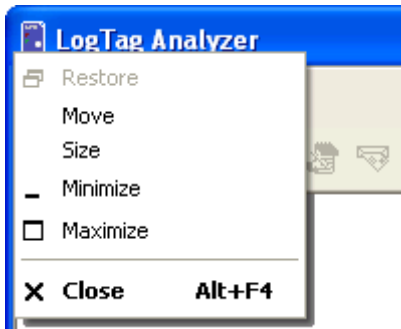 LogTag Analyzer
Restore
Move
Size
Minimize
Maximize
Close Alt+F4